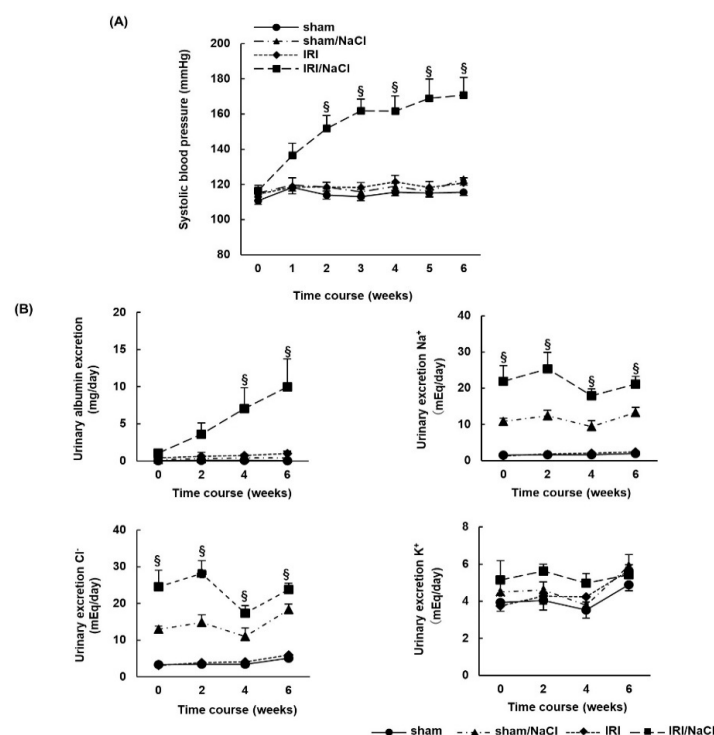 (A)
sham
sham/NaCl
IRI
IRI/NaCl
Systolic blood pressure (mmHg)
200
180
160
140
120
100
80
§ § § § §
0 1 2 3 4 5 6
Time course (weeks)
(B)
Urinary albumin excretion
(mg/day)
20
15
10
5
0
§ §
0 2 4 6
Time course (weeks)
Urinary excretion Na⁺
(mEq/day)
40
30
20
10
0
§ § § §
0 2 4 6
Time course (weeks)
Urinary excretion Cl⁻
(mEq/day)
40
30
20
10
0
§ § § §
0 2 4 6
Time course (weeks)
Urinary excretion K⁺
(mEq/day)
8
6
4
2
0
0 2 4 6
Time course (weeks)
sham sham/NaCl IRI IRI/NaCl